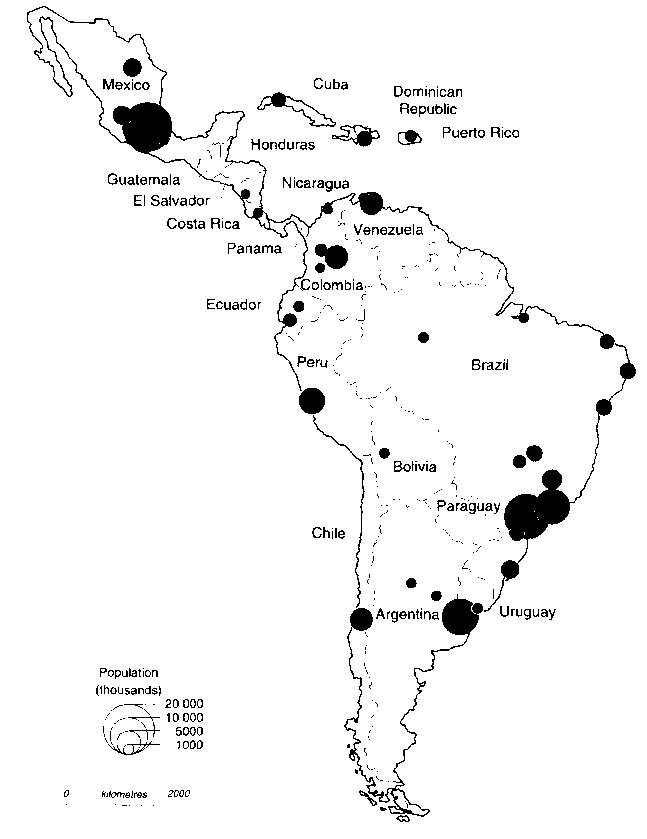 Cuba
Dominican
Republic
Mexico
Puerto Rico
Honduras
Guatemala
Nicaragua
El Salvador
Costa Rica
Venezuela
Panama
Colombia
Ecuador
Peru
Brazil
Bolivia
Paraguay
Chile
Argentina
Uruguay
Population
(thousands)
20 000
10 000
5000
1000
0 kilometres 2000